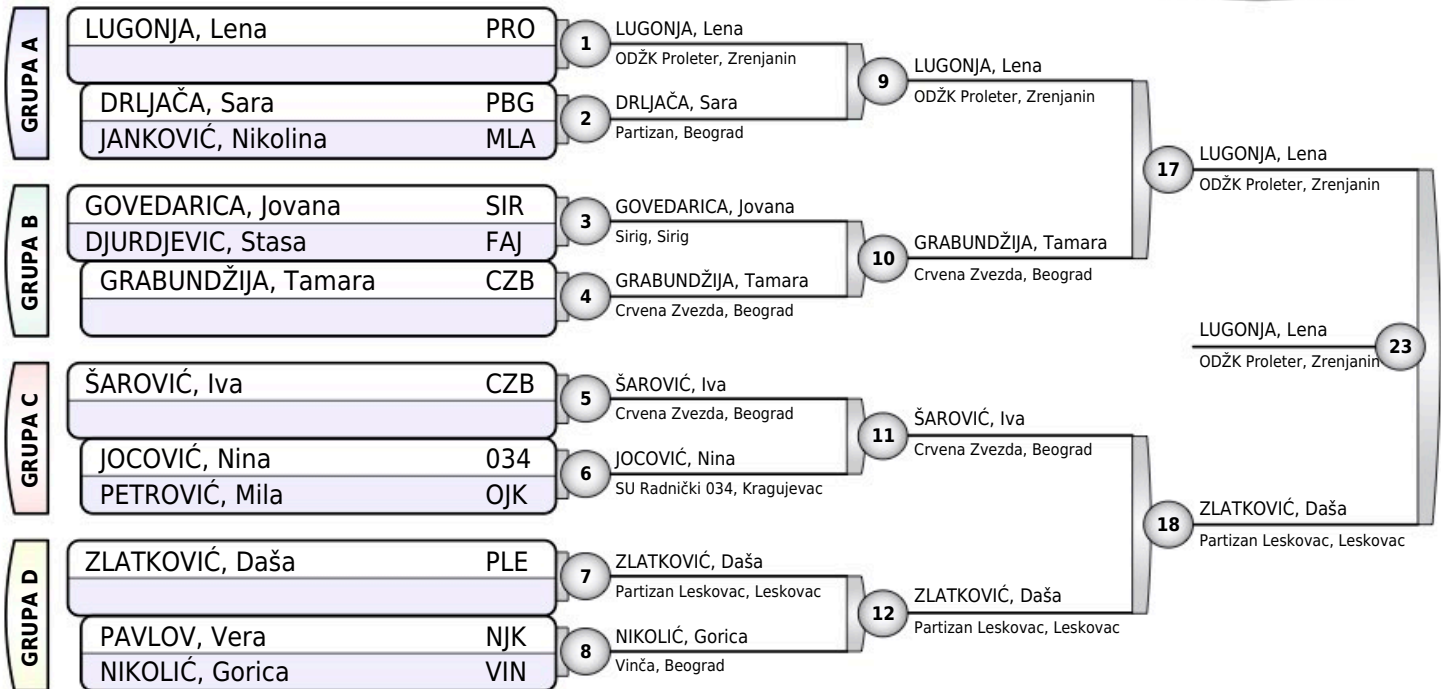 GRUPA A
LUGONJA, Lena PRO
DRLJAČA, Sara PBG
JANKOVIĆ, Nikolina MLA
GRUPA B
GOVEDARICA, Jovana SIR
DJURDJEVIC, Stasa FAJ
GRABUNDŽIJA, Tamara CZB
GRUPA C
ŠAROVIĆ, Iva CZB
JOCOVIĆ, Nina 034
PETROVIĆ, Mila OJK
GRUPA D
ZLATKOVIĆ, Daša PLE
PAVLOV, Vera NJK
NIKOLIĆ, Gorica VIN
1
LUGONJA, Lena
ODŽK Proleter, Zrenjanin
2
DRLJAČA, Sara
Partizan, Beograd
3
GOVEDARICA, Jovana
Sirig, Sirig
4
GRABUNDŽIJA, Tamara
Crvena Zvezda, Beograd
5
ŠAROVIĆ, Iva
Crvena Zvezda, Beograd
6
JOCOVIĆ, Nina
SU Radnički 034, Kragujevac
7
ZLATKOVIĆ, Daša
Partizan Leskovac, Leskovac
8
NIKOLIĆ, Gorica
Vinča, Beograd
9
LUGONJA, Lena
ODŽK Proleter, Zrenjanin
10
GRABUNDŽIJA, Tamara
Crvena Zvezda, Beograd
11
ŠAROVIĆ, Iva
Crvena Zvezda, Beograd
12
ZLATKOVIĆ, Daša
Partizan Leskovac, Leskovac
17
LUGONJA, Lena
ODŽK Proleter, Zrenjanin
18
ZLATKOVIĆ, Daša
Partizan Leskovac, Leskovac
LUGONJA, Lena
ODŽK Proleter, Zrenjanin
23